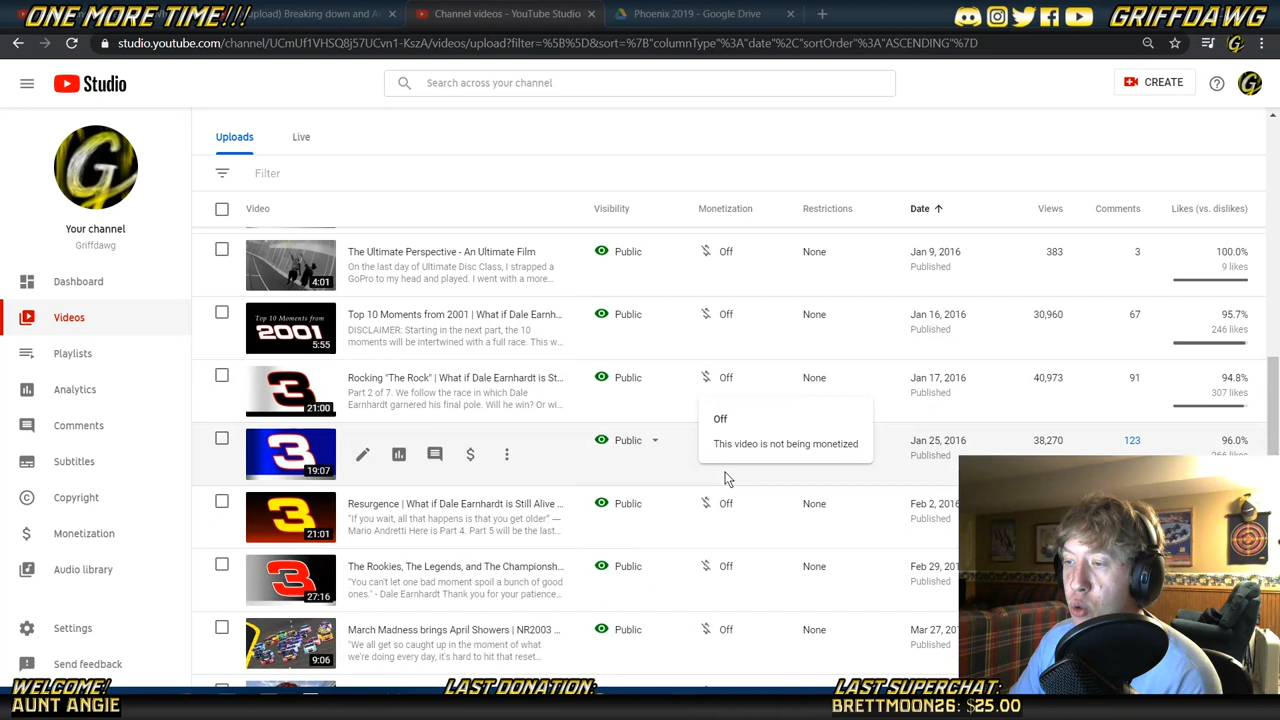 ONE MORE TIME!!!
upload) Breaking down and A
Channel videos - YouTube Studio
Phoenix 2019 - Google Drive
GRIFFDAWG
studio.youtube.com/channel/UCmUf1VHSQ8j57UCvn1-KszA/videos/upload?filter=%5B%5D&sort=%7B"columnType"%3A"date"%2C"sortOrder"%3A"ASCENDING"%7D
Studio
Search across your channel
CREATE
Your channel
Griffdawg
Dashboard
Videos
Playlists
Analytics
Comments
Subtitles
Copyright
Monetization
Audio library
Settings
Send feedback
Uploads
Live
Filter
Video
Visibility
Monetization
Restrictions
Date
Views
Comments
Likes (vs. dislikes)
4:01
The Ultimate Perspective - An Ultimate Film
On the last day of Ultimate Disc Class, I strapped a
GoPro to my head and played. I went with a more...
Public
Off
None
Jan 9, 2016
Published
383
3
100.0%
9 likes
Top 10 Moments from
2001
5:55
Top 10 Moments from 2001 | What if Dale Earnh...
DISCLAIMER: Starting in the next part, the 10
moments will be intertwined with a full race. This w...
Public
Off
None
Jan 16, 2016
Published
30,960
67
95.7%
246 likes
3
21:00
Rocking "The Rock" | What if Dale Earnhardt is St...
Part 2 of 7. We follow the race in which Dale
Earnhardt garnered his final pole. Will he win? Or wi...
Public
Off
None
Jan 17, 2016
Published
40,973
91
94.8%
307 likes
3
19:07
Public
Off
This video is not being monetized
Jan 25, 2016
Published
38,270
123
96.0%
3
21:01
Resurgence | What if Dale Earnhardt is Still Alive ...
"If you wait, all that happens is that you get older" —
Mario Andretti Here is Part 4. Part 5 will be the last...
Public
Off
None
Feb 2, 2016
Published
3
27:16
The Rookies, The Legends, and The Championsh...
"You can't let one bad moment spoil a bunch of good
ones." - Dale Earnhardt Thank you for your patience...
Public
Off
None
Feb 29, 2016
Published
9:06
March Madness brings April Showers | NR2003 ...
"We all get so caught up in the moment of what
we're doing every day, it's hard to hit that reset...
Public
Off
None
Mar 27, 2016
Published
WELCOME!
AUNT ANGIE
LAST DONATION:
LAST SUPERCHAT:
BRETTMOON26: $25.00